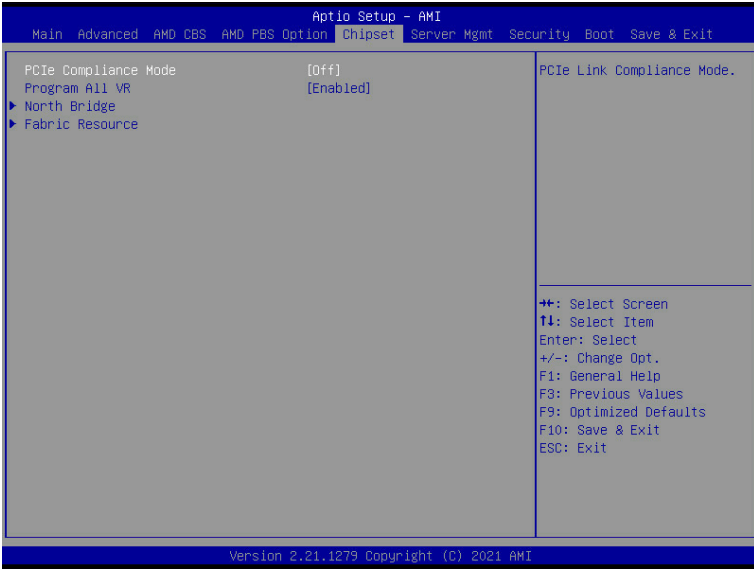 Aptio Setup – AMI
Main Advanced AMD CBS AMD PBS Option Chipset Server Mgmt Security Boot Save & Exit
PCIe Compliance Mode [Off]
Program All VR [Enabled]
▶ North Bridge
▶ Fabric Resource
PCIe Link Compliance Mode.
→←: Select Screen
↑↓: Select Item
Enter: Select
+/-: Change Opt.
F1: General Help
F3: Previous Values
F9: Optimized Defaults
F10: Save & Exit
ESC: Exit
Version 2.21.1279 Copyright (C) 2021 AMI